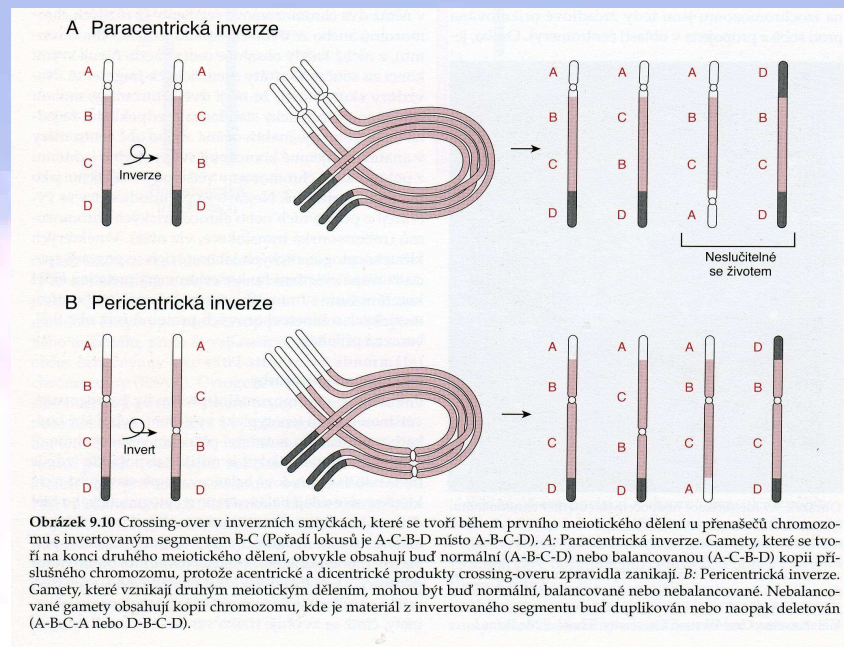 A Paracentrická inverze
A A
B C
C B
D D
Inverze
A A A D
B C B B
C B C C
D D A D
Neslučitelné
se životem
B Pericentrická inverze
A A
B C
C B
D D
Invert
A A A D
B C B B
C B C C
D D A D
Obrázek 9.10 Crossing-over v inverzních smyčkách, které se tvoří během prvního meiotického dělení u přenašečů chromozo-
mu s invertovaným segmentem B-C (Pořadí lokusů je A-C-B-D místo A-B-C-D). A: Paracentrická inverze. Gamety, které se tvo-
ří na konci druhého meiotického dělení, obvykle obsahují buď normální (A-B-C-D) nebo balancovanou (A-C-B-D) kopii pří-
slušného chromozomu, protože acentrické a dicentrické produkty crossing-overu zpravidla zanikají. B: Pericentrická inverze.
Gamety, které vznikají druhým meiotickým dělením, mohou být buď normální, balancované nebo nebalancované. Nebalanco-
vané gamety obsahují kopii chromozomu, kde je materiál z invertovaného segmentu buď duplikován nebo naopak deletován
(A-B-C-A nebo D-B-C-D).